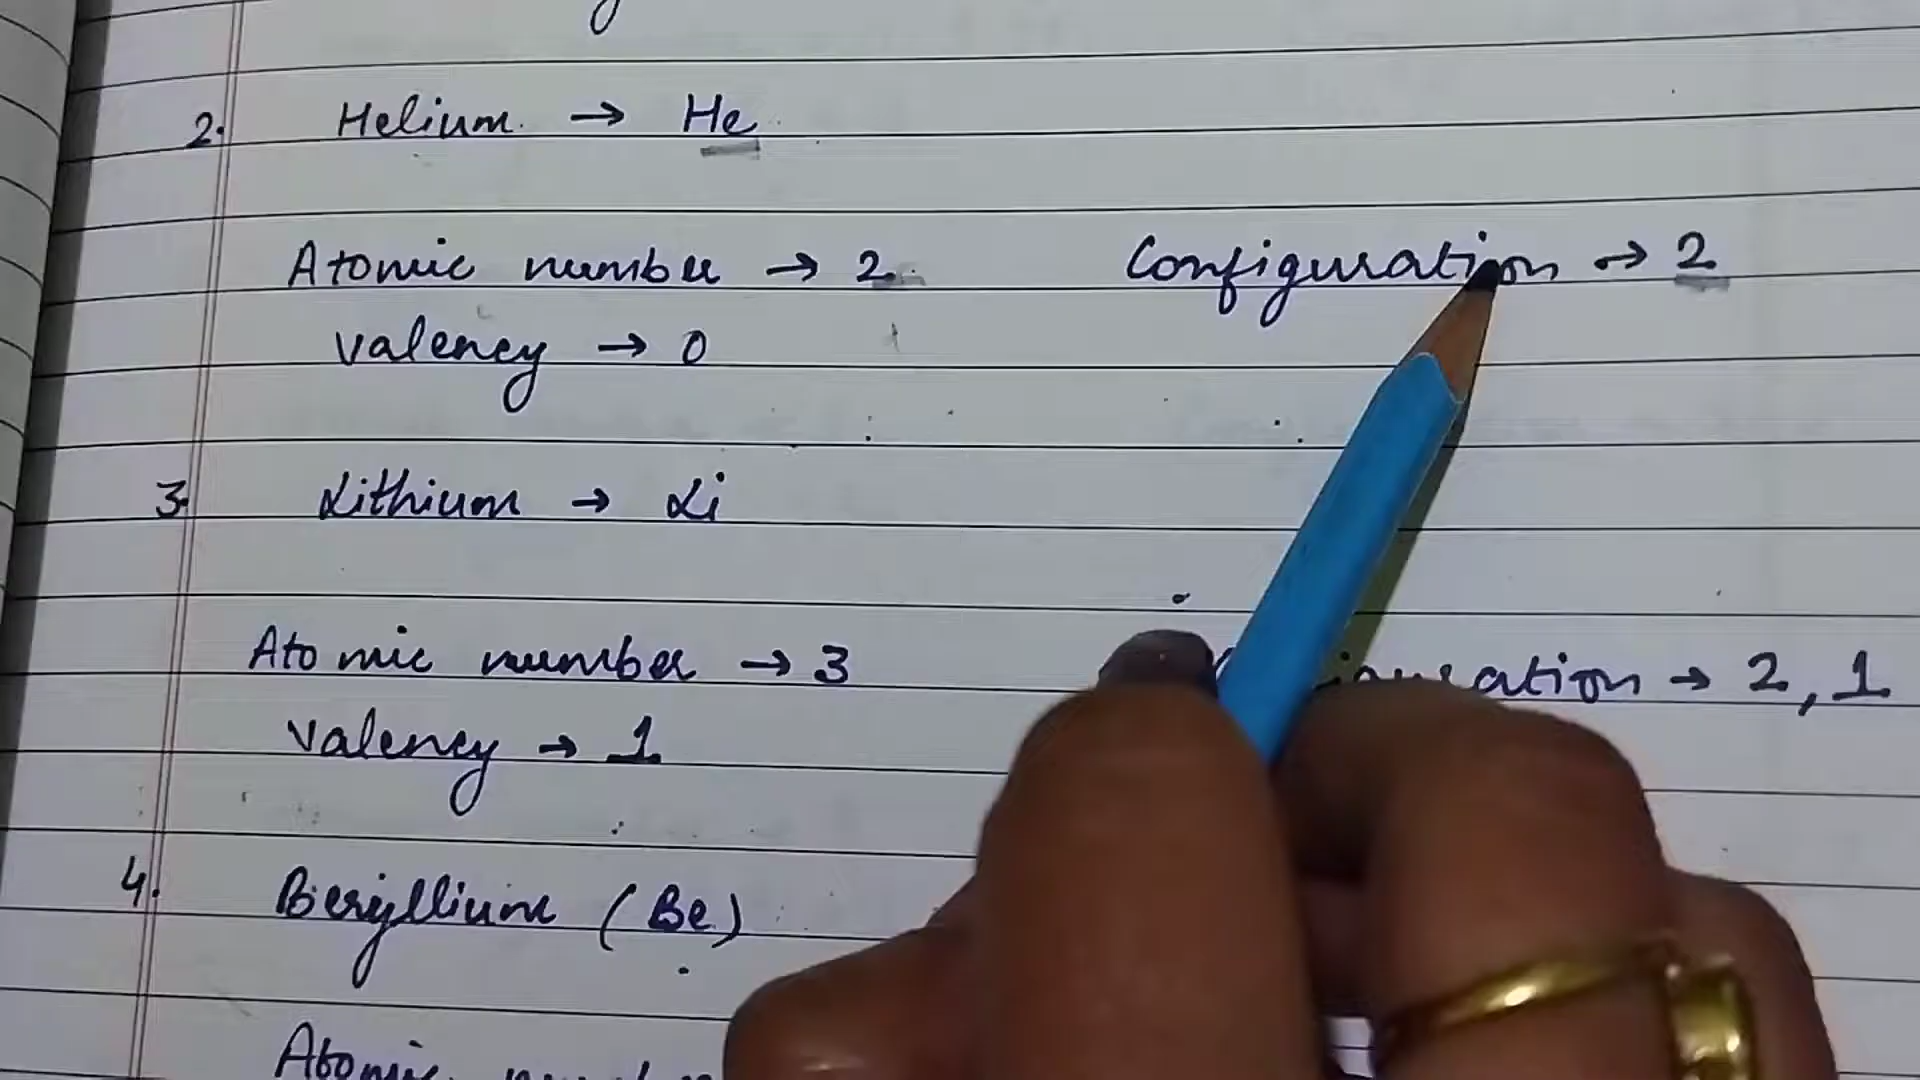 2. Helium → He
Atomic number → 2 Configuration → 2
Valency → 0
3. Lithium → Li
Atomic number → 3 → 2, 1
Valency → 1
4. Beryllium (Be)
Atomic